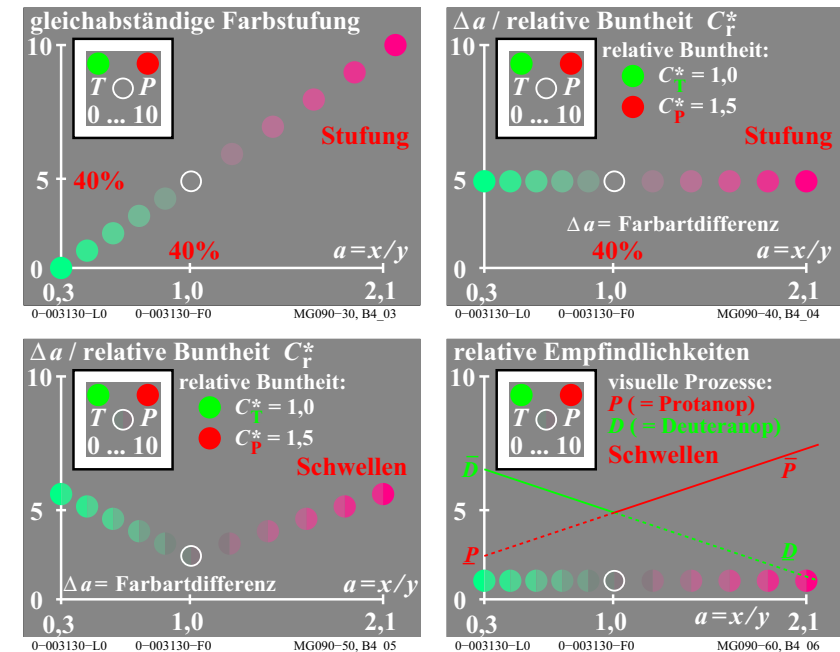 gleichabständige Farbstufung
10
T P
0 ... 10
Stufung
5
40%
40%
a=x/y
0
0,3 1,0 2,1
0-003130-L0 0-003130-F0 MG090-30, B4_03
Δa / relative Buntheit C*r
10
relative Buntheit:
T P
0 ... 10
C*T = 1,0
C*P = 1,5
Stufung
5
Δa= Farbartdifferenz
40%
a=x/y
0
0,3 1,0 2,1
0-003130-L0 0-003130-F0 MG090-40, B4_04
Δa / relative Buntheit C*r
10
relative Buntheit:
T P
0 ... 10
C*T = 1,0
C*P = 1,5
Schwellen
5
Δa= Farbartdifferenz
a=x/y
0
0,3 1,0 2,1
0-003130-L0 0-003130-F0 MG090-50, B4_05
relative Empfindlichkeiten
10
visuelle Prozesse:
T P
0 ... 10
P ( = Protanop)
D ( = Deuteranop)
Schwellen
D̅ P̅
5
P̲ D̲
0
a=x/y
0,3 1,0 2,1
0-003130-L0 0-003130-F0 MG090-60, B4_06